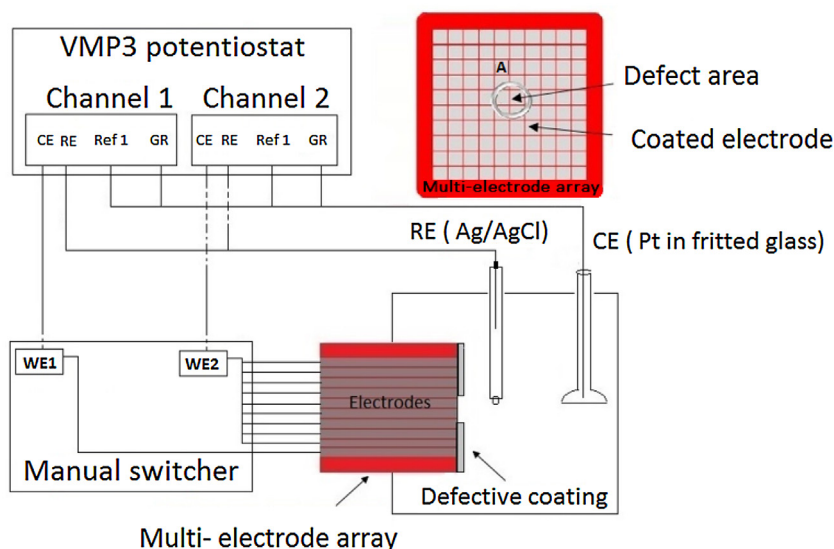 VMP3 potentiostat
Channel 1
Channel 2
CE RE Ref 1 GR
CE RE Ref 1 GR
A
Defect area
Coated electrode
Multi-electrode array
RE ( Ag/AgCl)
CE ( Pt in fritted glass)
WE1
WE2
Electrodes
Manual switcher
Defective coating
Multi- electrode array